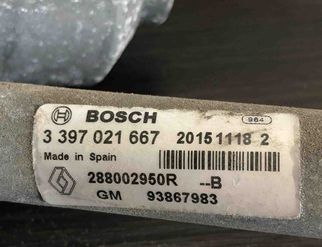 BOSCH 964
3 397 021 667 20151118 2
Made in Spain
288002950R --B
GM 93867983